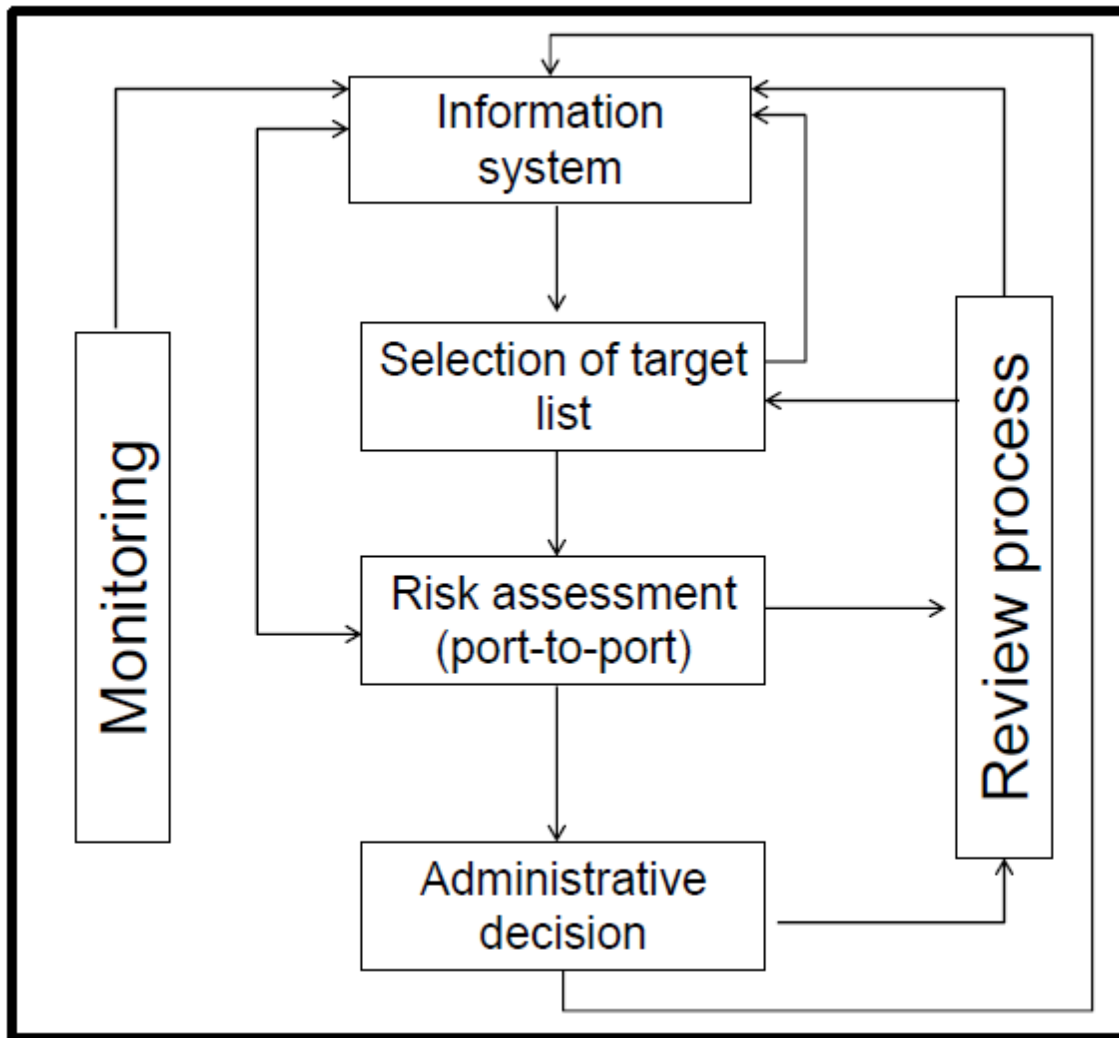 Information
system
Selection of target
list
Risk assessment
(port-to-port)
Administrative
decision
Monitoring
Review process